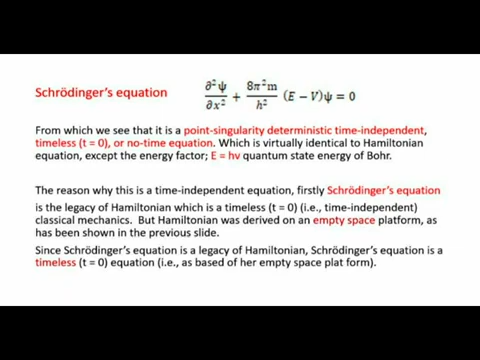 Schrödinger's equation ∂²ψ/∂x² + 8π²m/h² (E – V)ψ = 0
From which we see that it is a point-singularity deterministic time-independent,
timeless (t = 0), or no-time equation. Which is virtually identical to Hamiltonian
equation, except the energy factor; E = hν quantum state energy of Bohr.
The reason why this is a time-independent equation, firstly Schrödinger's equation
is the legacy of Hamiltonian which is a timeless (t = 0) (i.e., time-independent)
classical mechanics. But Hamiltonian was derived on an empty space platform, as
has been shown in the previous slide.
Since Schrödinger's equation is a legacy of Hamiltonian, Schrödinger's equation is a
timeless (t = 0) equation (i.e., as based of her empty space plat form).